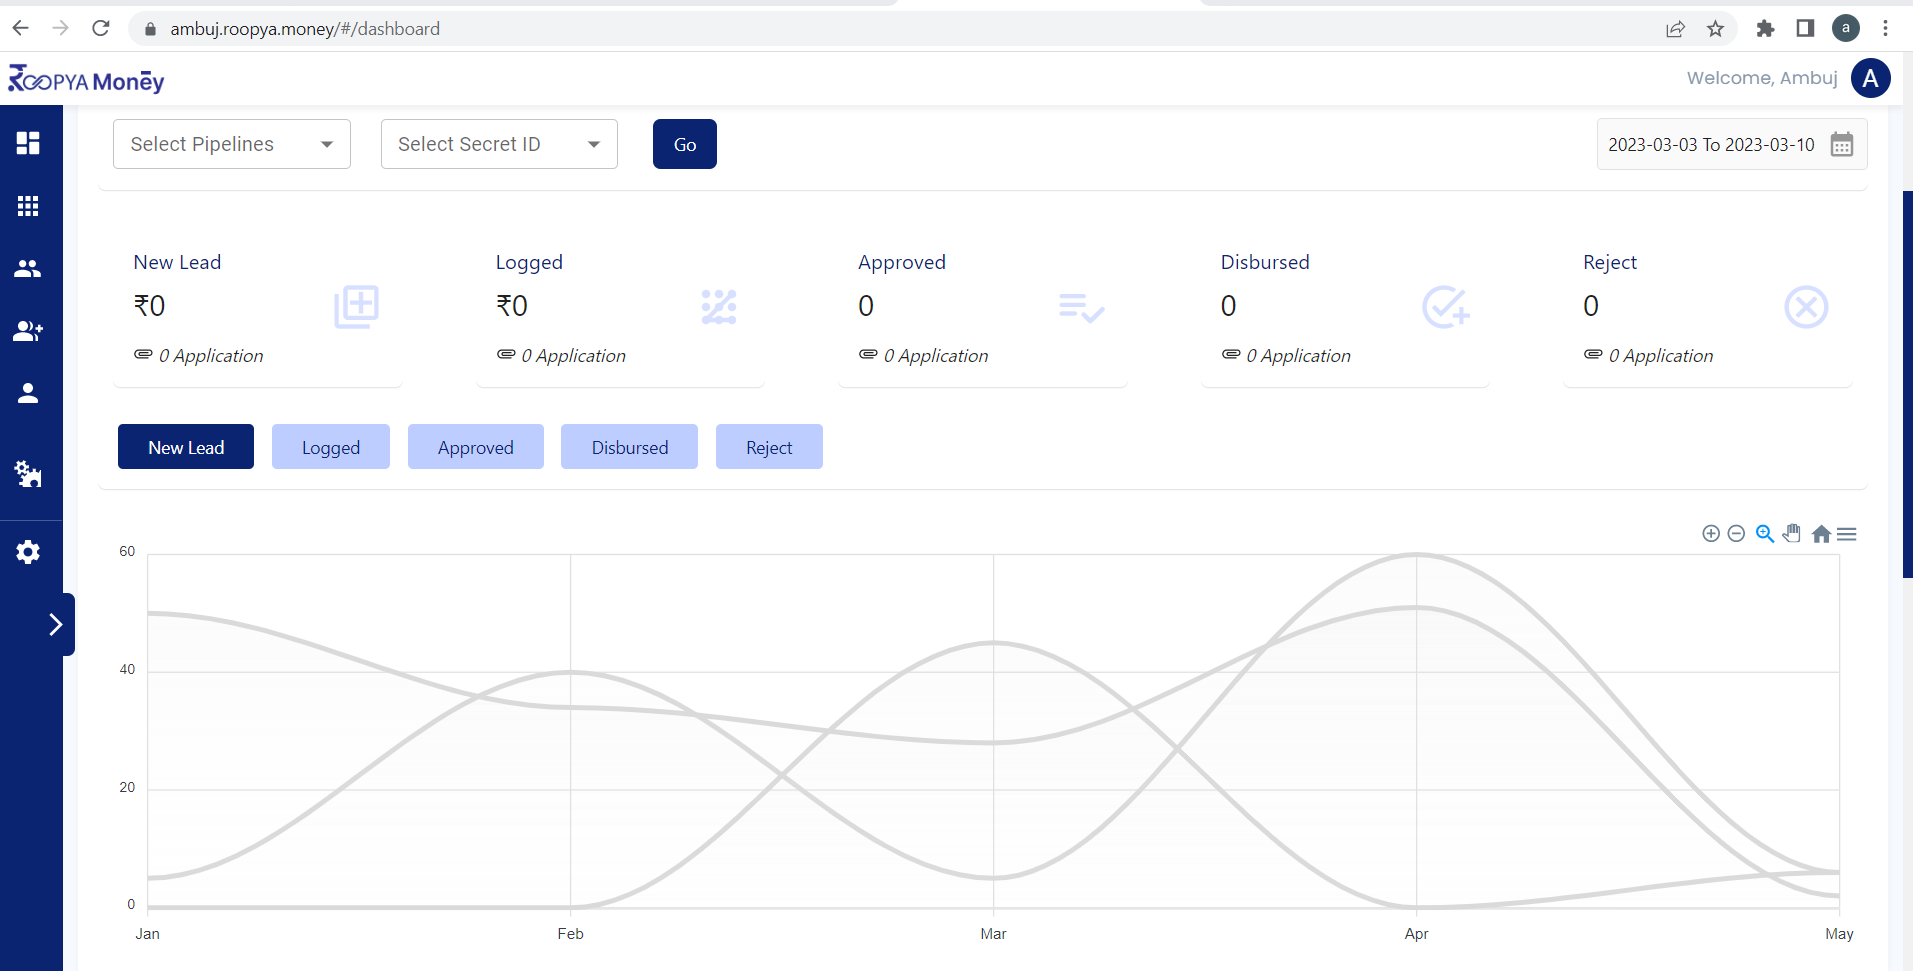 ambuj.roopya.money/#/dashboard
a
ROOPYA Money
Welcome, Ambuj
A
Select Pipelines
Select Secret ID
Go
2023-03-03 To 2023-03-10
New Lead
₹0
0 Application
Logged
₹0
0 Application
Approved
0
0 Application
Disbursed
0
0 Application
Reject
0
0 Application
New Lead
Logged
Approved
Disbursed
Reject
60
40
20
0
Jan
Feb
Mar
Apr
May